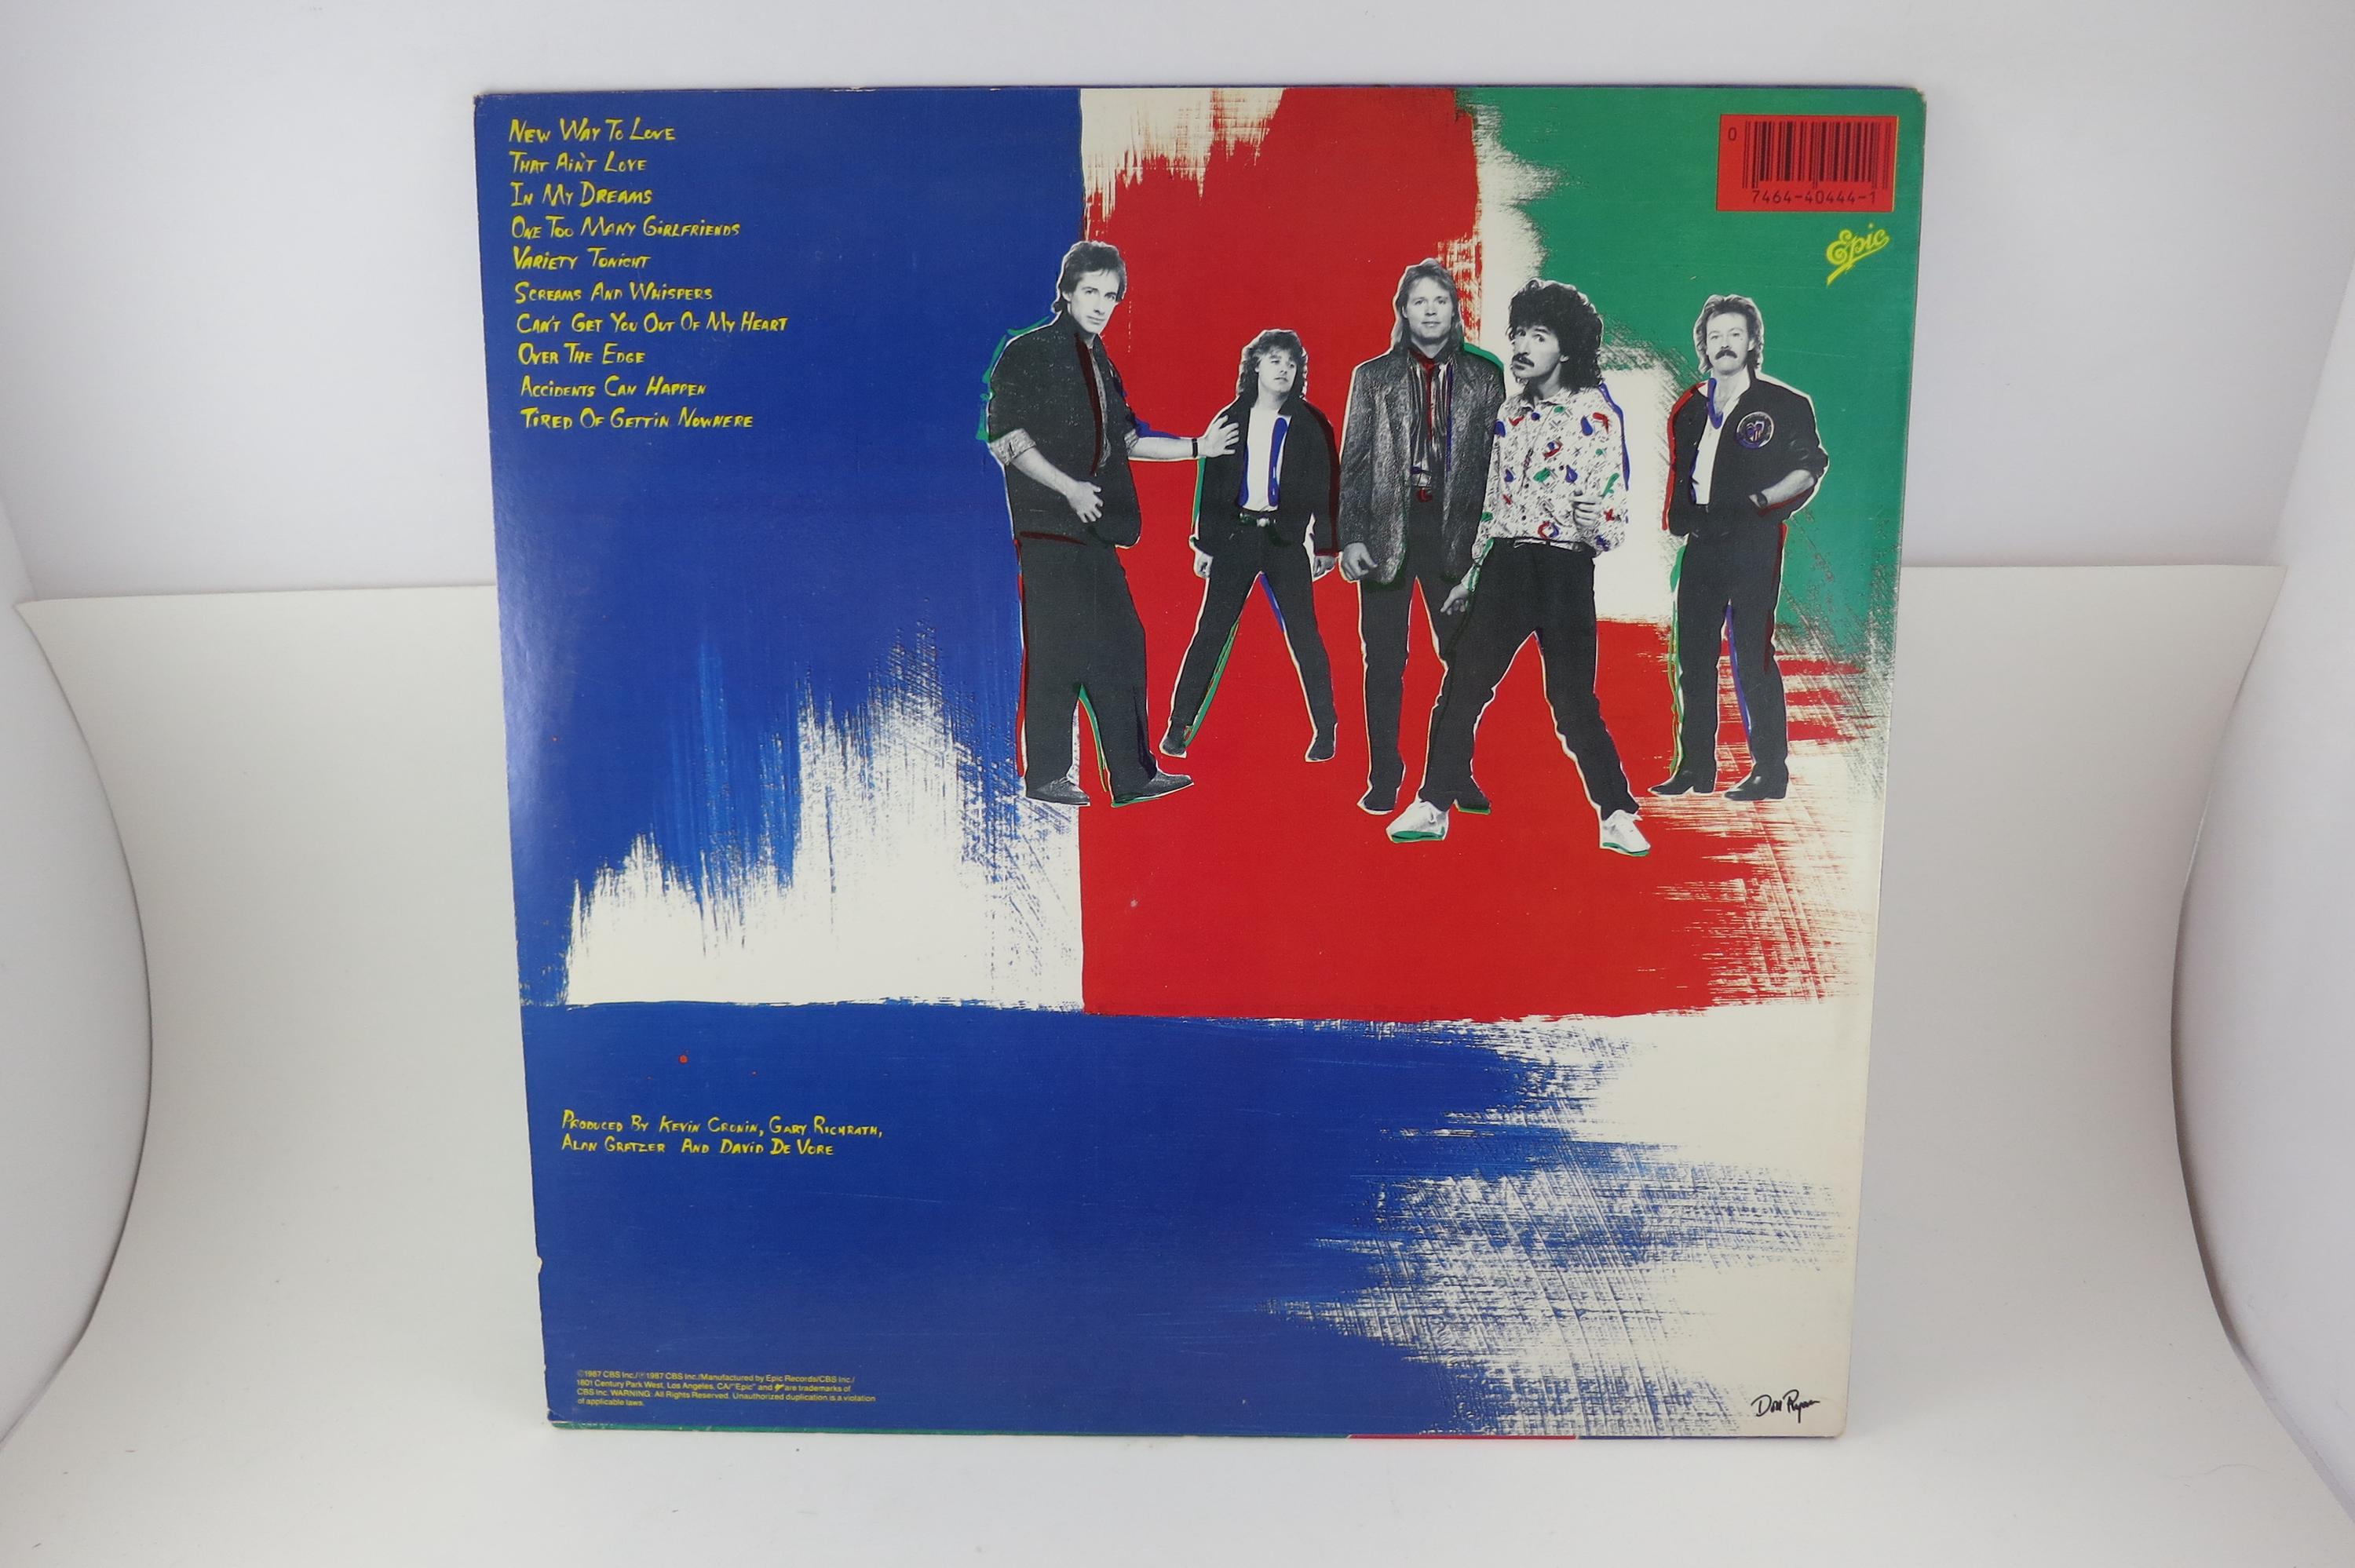 New Way To Love
That Ain't Love
In My Dreams
One Too Many Girlfriends
Variety Tonight
Screams And Whispers
Can't Get You Out Of My Heart
Over The Edge
Accidents Can Happen
Tired Of Gettin Nowhere
0
7464-40444-1
Epic
Produced By Kevin Cronin, Gary Richrath,
Alan Gratzer And David De Vore
©1987 CBS Inc./℗1987 CBS Inc./Manufactured by Epic Records/CBS Inc./
1801 Century Park West, Los Angeles, CA/"Epic" and are trademarks of
CBS Inc. WARNING: All Rights Reserved. Unauthorized duplication is a violation
of applicable laws.
Don Ryan